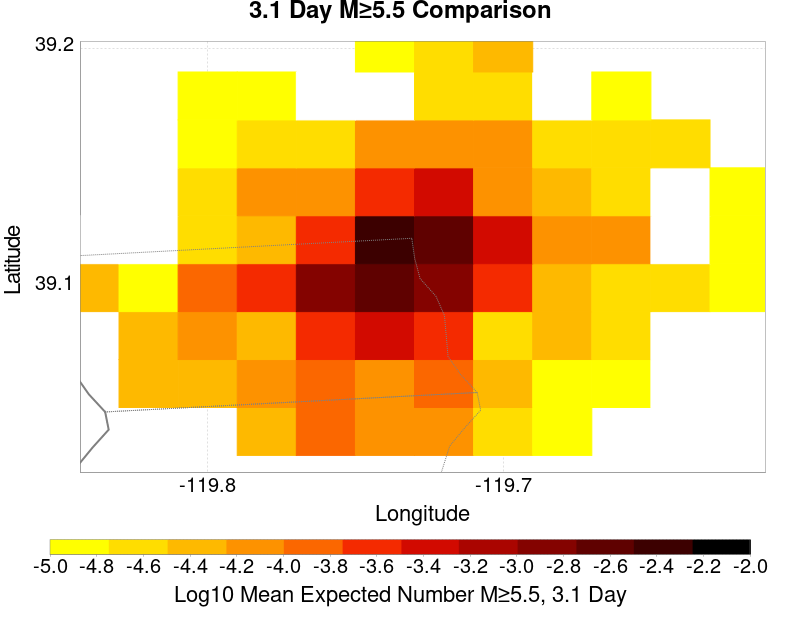 3.1 Day M≥5.5 Comparison
39.2
39.1
Latitude
-119.8 -119.7
Longitude
-5.0 -4.8 -4.6 -4.4 -4.2 -4.0 -3.8 -3.6 -3.4 -3.2 -3.0 -2.8 -2.6 -2.4 -2.2 -2.0
Log10 Mean Expected Number M≥5.5, 3.1 Day